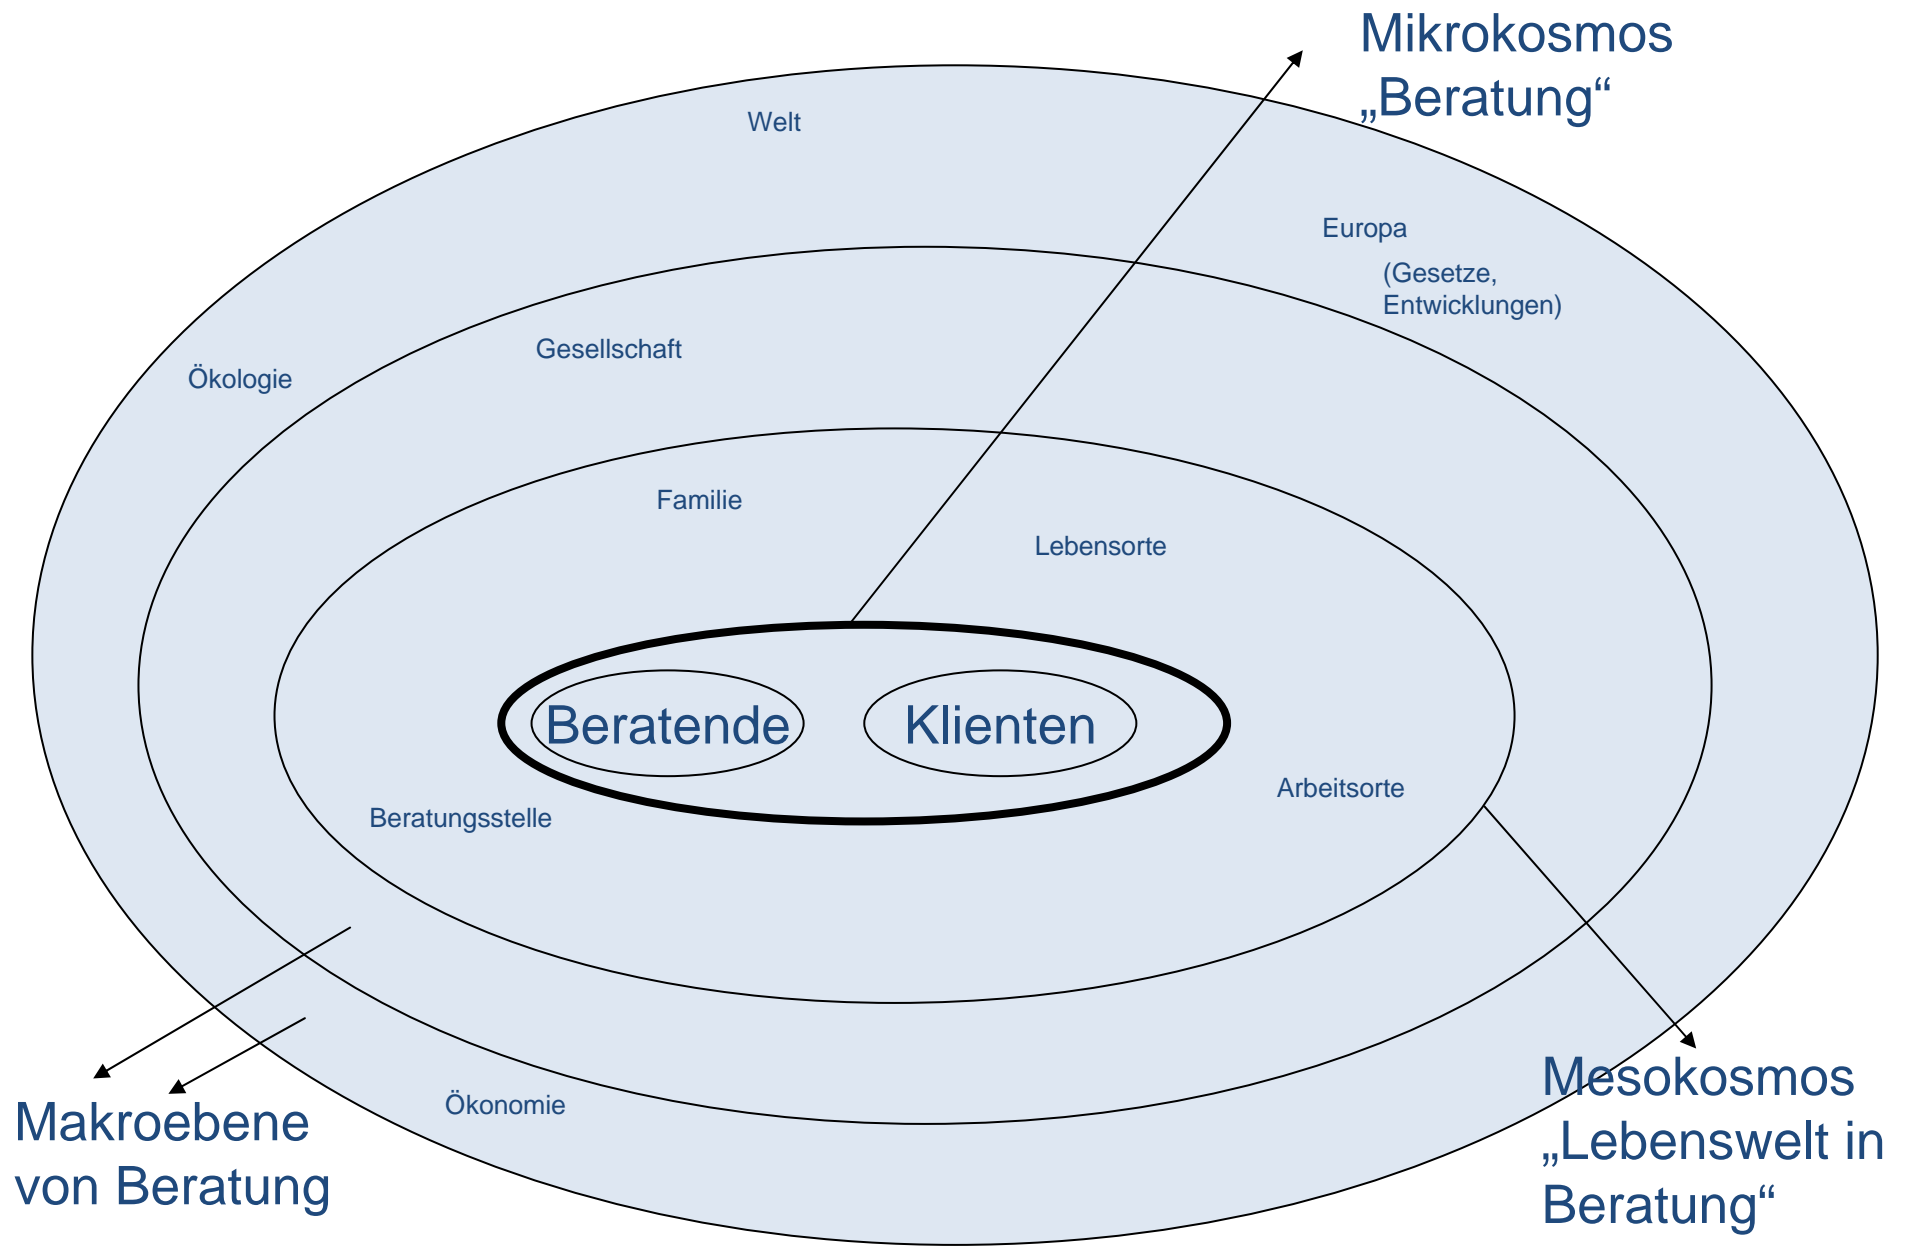 Mikrokosmos
„Beratung“
Welt
Europa
(Gesetze,
Entwicklungen)
Gesellschaft
Ökologie
Familie
Lebensorte
Beratende
Klienten
Arbeitsorte
Beratungsstelle
Ökonomie
Makroebene
von Beratung
Mesokosmos
„Lebenswelt in
Beratung“